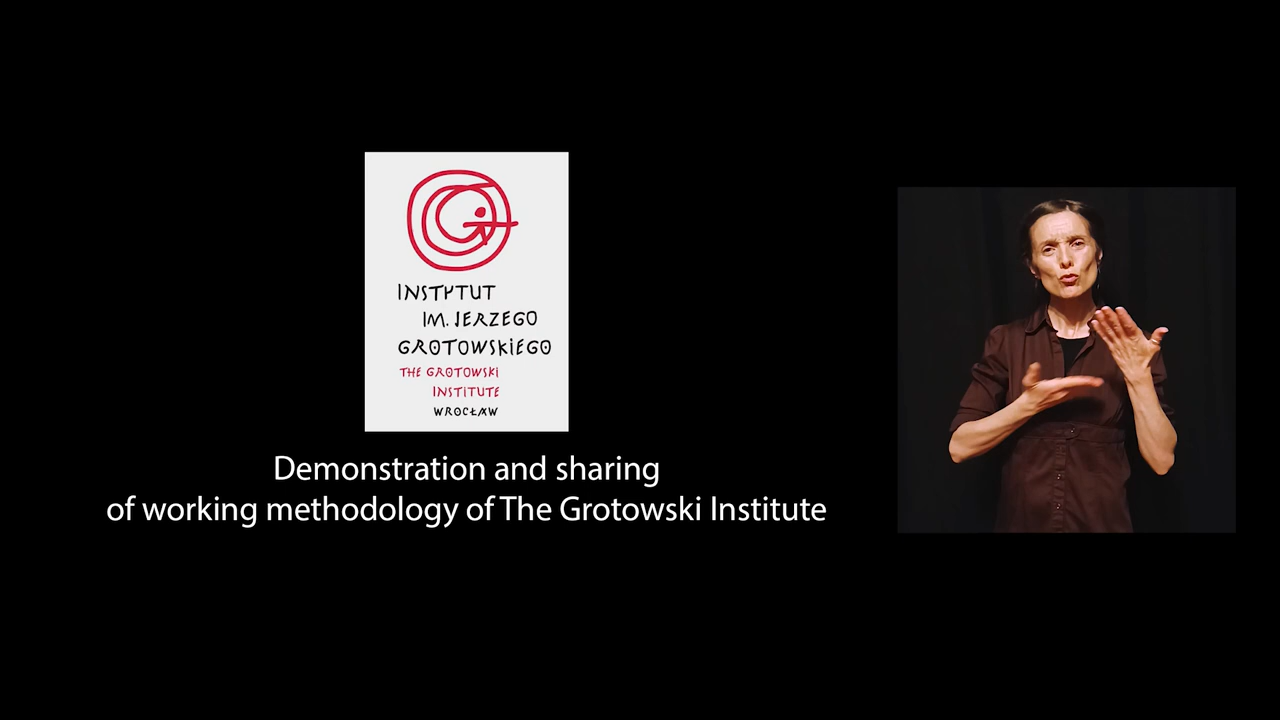 INSTYTUT
IM. JERZEGO
GROTOWSKIEGO
THE GROTOWSKI
INSTITUTE
WROCŁAW
Demonstration and sharing
of working methodology of The Grotowski Institute